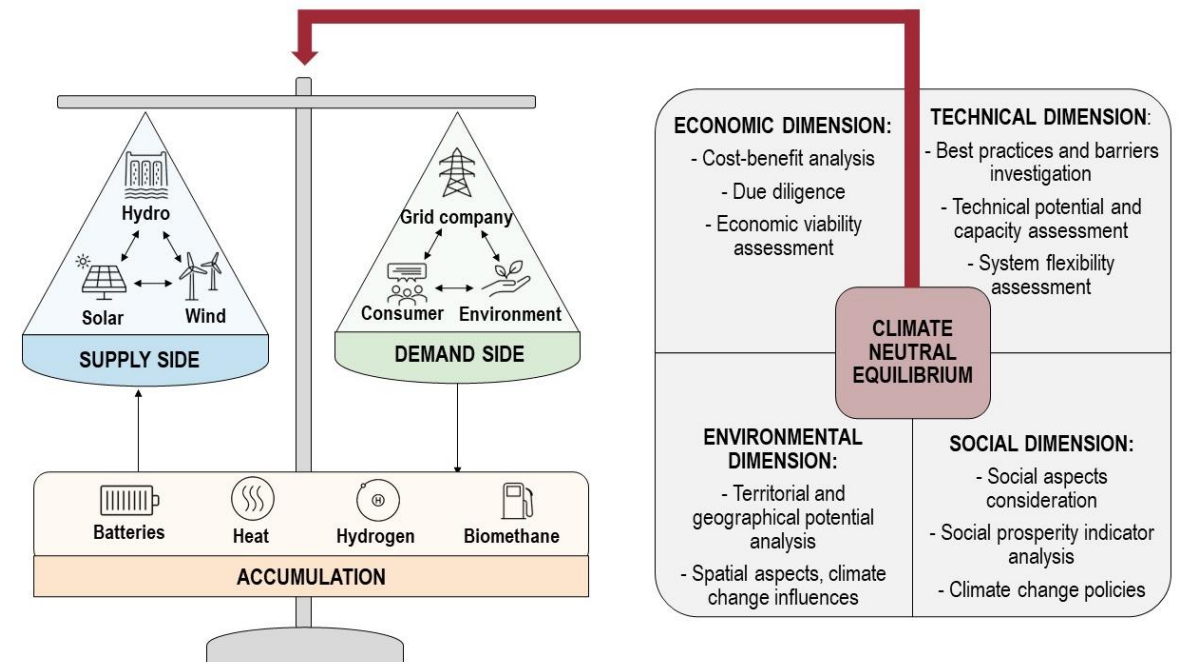 Hydro
Solar
Wind
SUPPLY SIDE
Grid company
Consumer
Environment
DEMAND SIDE
Batteries
Heat
H
Hydrogen
Biomethane
ACCUMULATION
ECONOMIC DIMENSION:
- Cost-benefit analysis
- Due diligence
- Economic viability
assessment
TECHNICAL DIMENSION:
- Best practices and barriers
investigation
- Technical potential and
capacity assessment
- System flexibility
assessment
CLIMATE
NEUTRAL
EQUILIBRIUM
ENVIRONMENTAL
DIMENSION:
- Territorial and
geographical potential
analysis
- Spatial aspects, climate
change influences
SOCIAL DIMENSION:
- Social aspects
consideration
- Social prosperity indicator
analysis
- Climate change policies